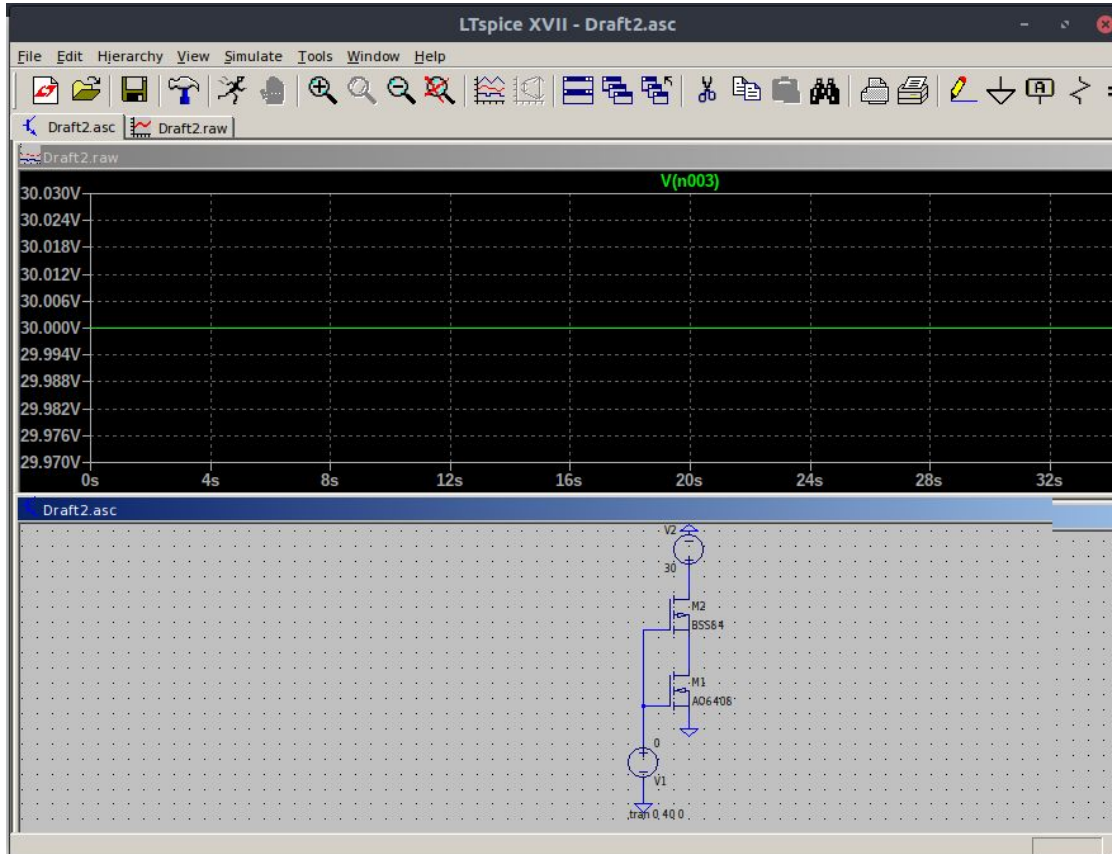 LTspice XVII - Draft2.asc
File Edit Hierarchy View Simulate Tools Window Help
Draft2.asc Draft2.raw
Draft2.raw
V(n003)
30.030V
30.024V
30.018V
30.012V
30.006V
30.000V
29.994V
29.988V
29.982V
29.976V
29.970V
0s 4s 8s 12s 16s 20s 24s 28s 32s
Draft2.asc
V2
30
M2
BSS84
M1
AO6408
0
V1
.tran 0 40 0